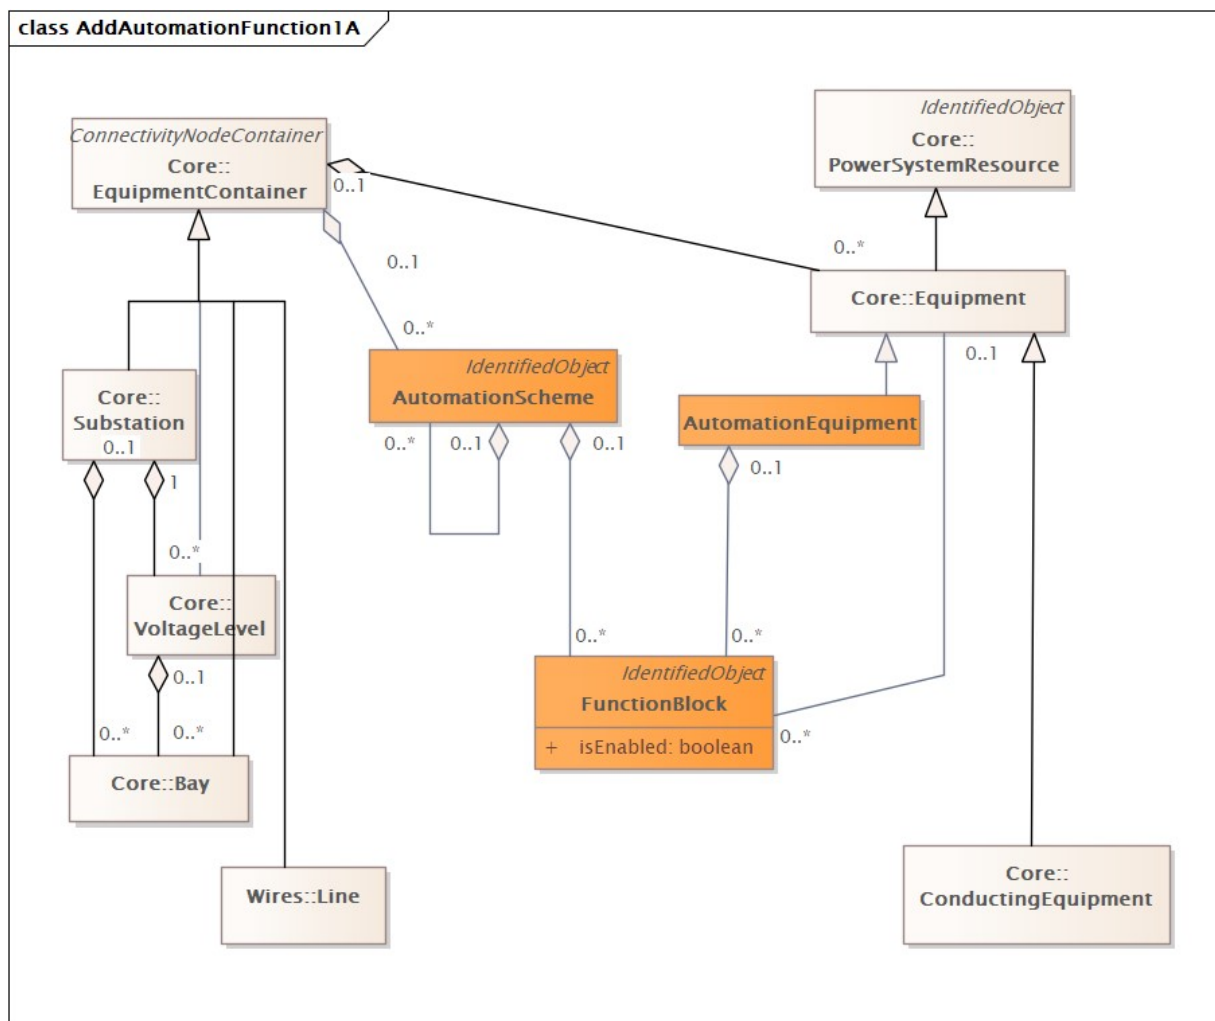 class AddAutomationFunction1A
ConnectivityNodeContainer
Core::
EquipmentContainer
IdentifiedObject
Core::
PowerSystemResource
0..1
0..*
0..1
Core::Equipment
0..*
0..1
IdentifiedObject
AutomationScheme
Core::
Substation
0..1
AutomationEquipment
0..*
0..1
0..1
0..1
1
0..*
Core::
VoltageLevel
0..*
0..*
IdentifiedObject
FunctionBlock
+ isEnabled: boolean
0..1
0..*
0..*
0..*
Core::Bay
Core::
ConductingEquipment
Wires::Line